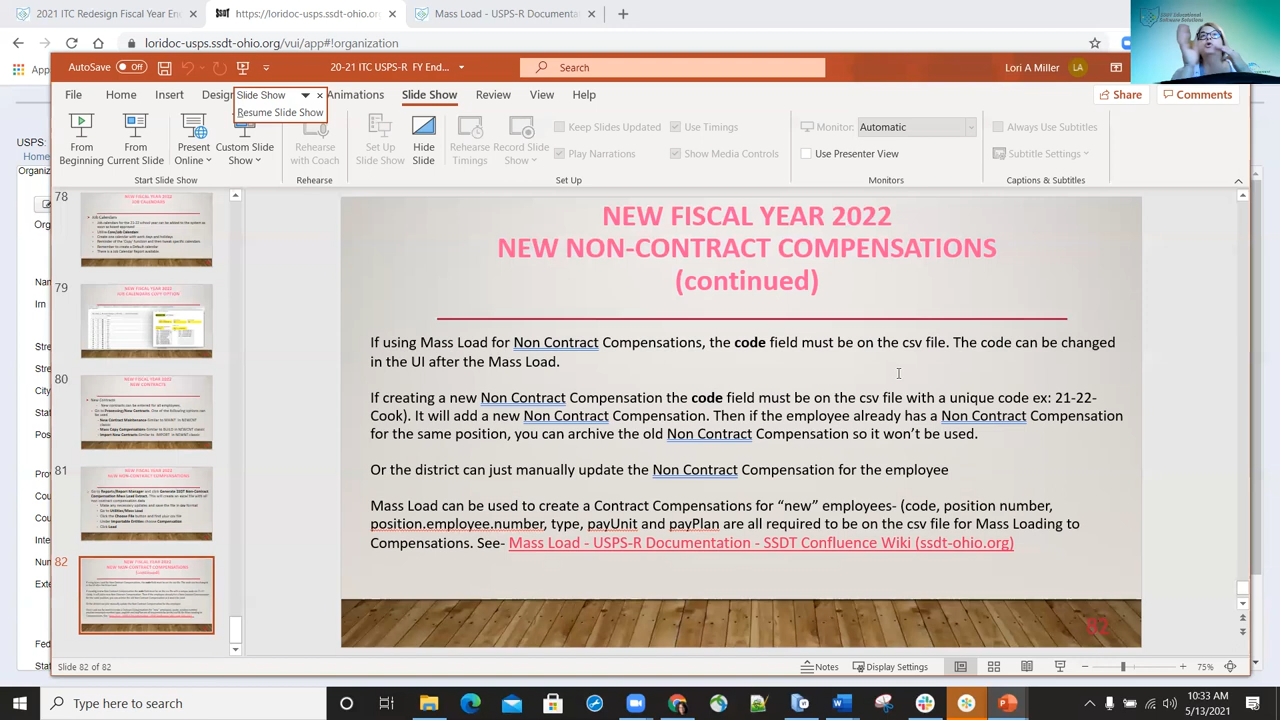 2021 IT Redesign Fiscal Year En
https://loridoc.usps.ssdt-ohio.or
Mass Load - USPS-R Documenta
https://loridoc-usps.ssdt-ohio.org/vui/app#!organization
AutoSave Off
20-21 ITC USPS-R FY End...
Search
Lori A Miller
LA
File
Home
Insert
Design
Slide Show
Resume Slide Show
Animations
Slide Show
Review
View
Help
Share
Comments
From Beginning
From Current Slide
Present Online
Custom Slide Show
Rehearse with Coach
Set Up Slide Show
Hide Slide
Rehearse Timings
Record Slide Show
Keep Slides Updated
Play Narrations
Use Timings
Show Media Controls
Monitor: Automatic
Use Presenter View
Always Use Subtitles
Subtitle Settings
Start Slide Show
Rehearse
Set Up
Monitors
Captions & Subtitles
78
79
80
81
82
NEW FISCAL YEAR 2022
NEW NON-CONTRACT COMPENSATIONS
(continued)
If using Mass Load for Non Contract Compensations, the code field must be on the csv file. The code can be changed
in the UI after the Mass Load.
If creating a new Non Contract Compensation the code field must be on the csv file with a unique code ex: 21-22-
Cook). It will add a new Non Contract Compensation. Then if the employee already has a Non Contract Compensation
for the same position, you can archive the old Non Contract Compensation so it won't be used.
Or the district can just manually update the Non Contract Compensation for the employee
Mass Load can be used to create a Contract Compensations for “new” employees- (code, position number,
position.employee.number, type, payUnit and payPlan are all required to be on the csv file for Mass Loading to
Compensations. See- Mass Load - USPS-R Documentation - SSDT Confluence Wiki (ssdt-ohio.org)
82
Slide 82 of 82
Notes
Display Settings
75%
Type here to search
10:33 AM
5/13/2021